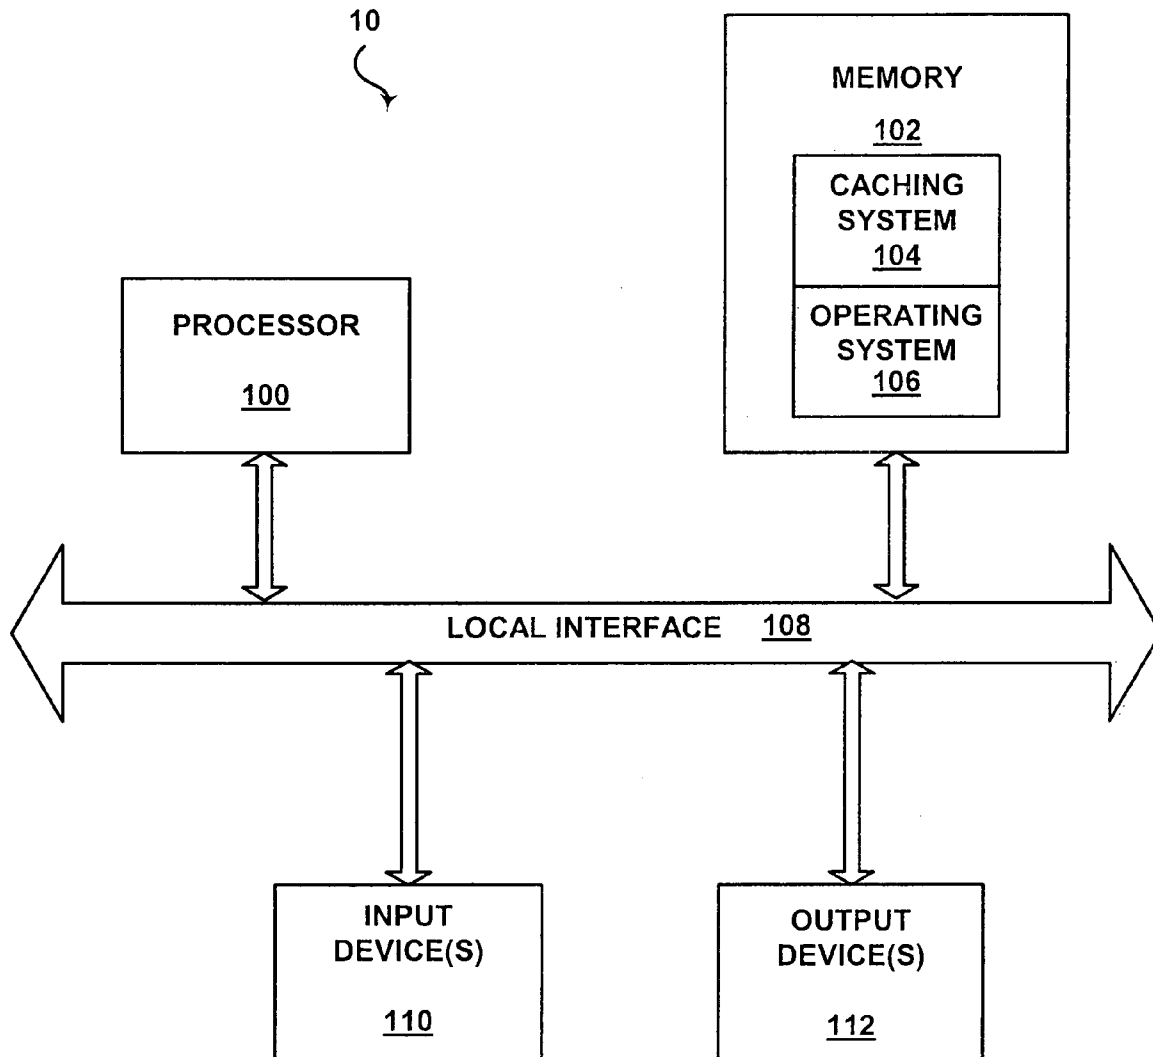 10
MEMORY
102
CACHING
SYSTEM
104
OPERATING
SYSTEM
106
PROCESSOR
100
LOCAL INTERFACE 108
INPUT
DEVICE(S)
110
OUTPUT
DEVICE(S)
112